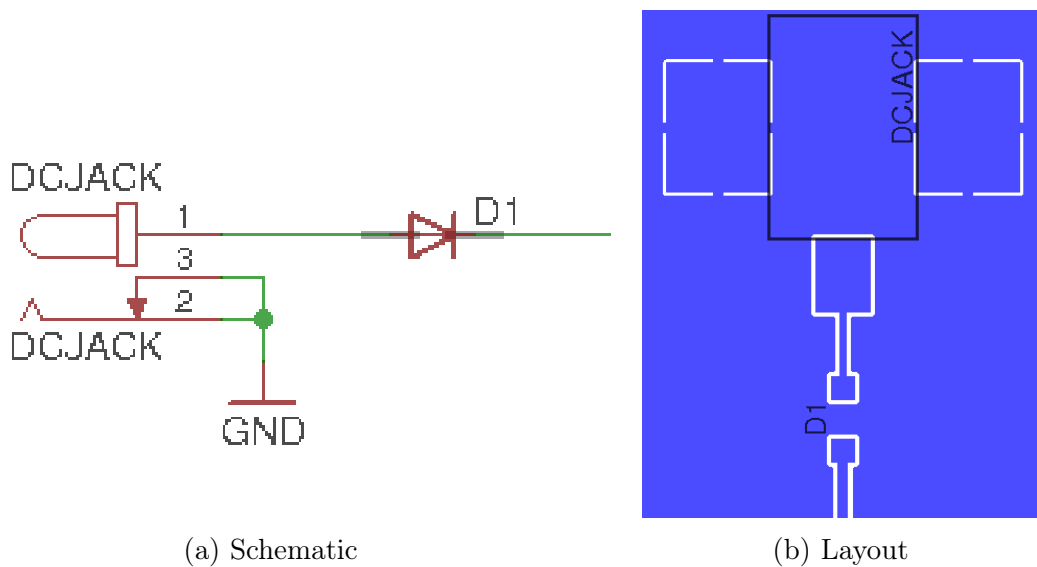 DCJACK
1
D1
3
2
DCJACK
GND
DCJACK
D1
(a) Schematic
(b) Layout